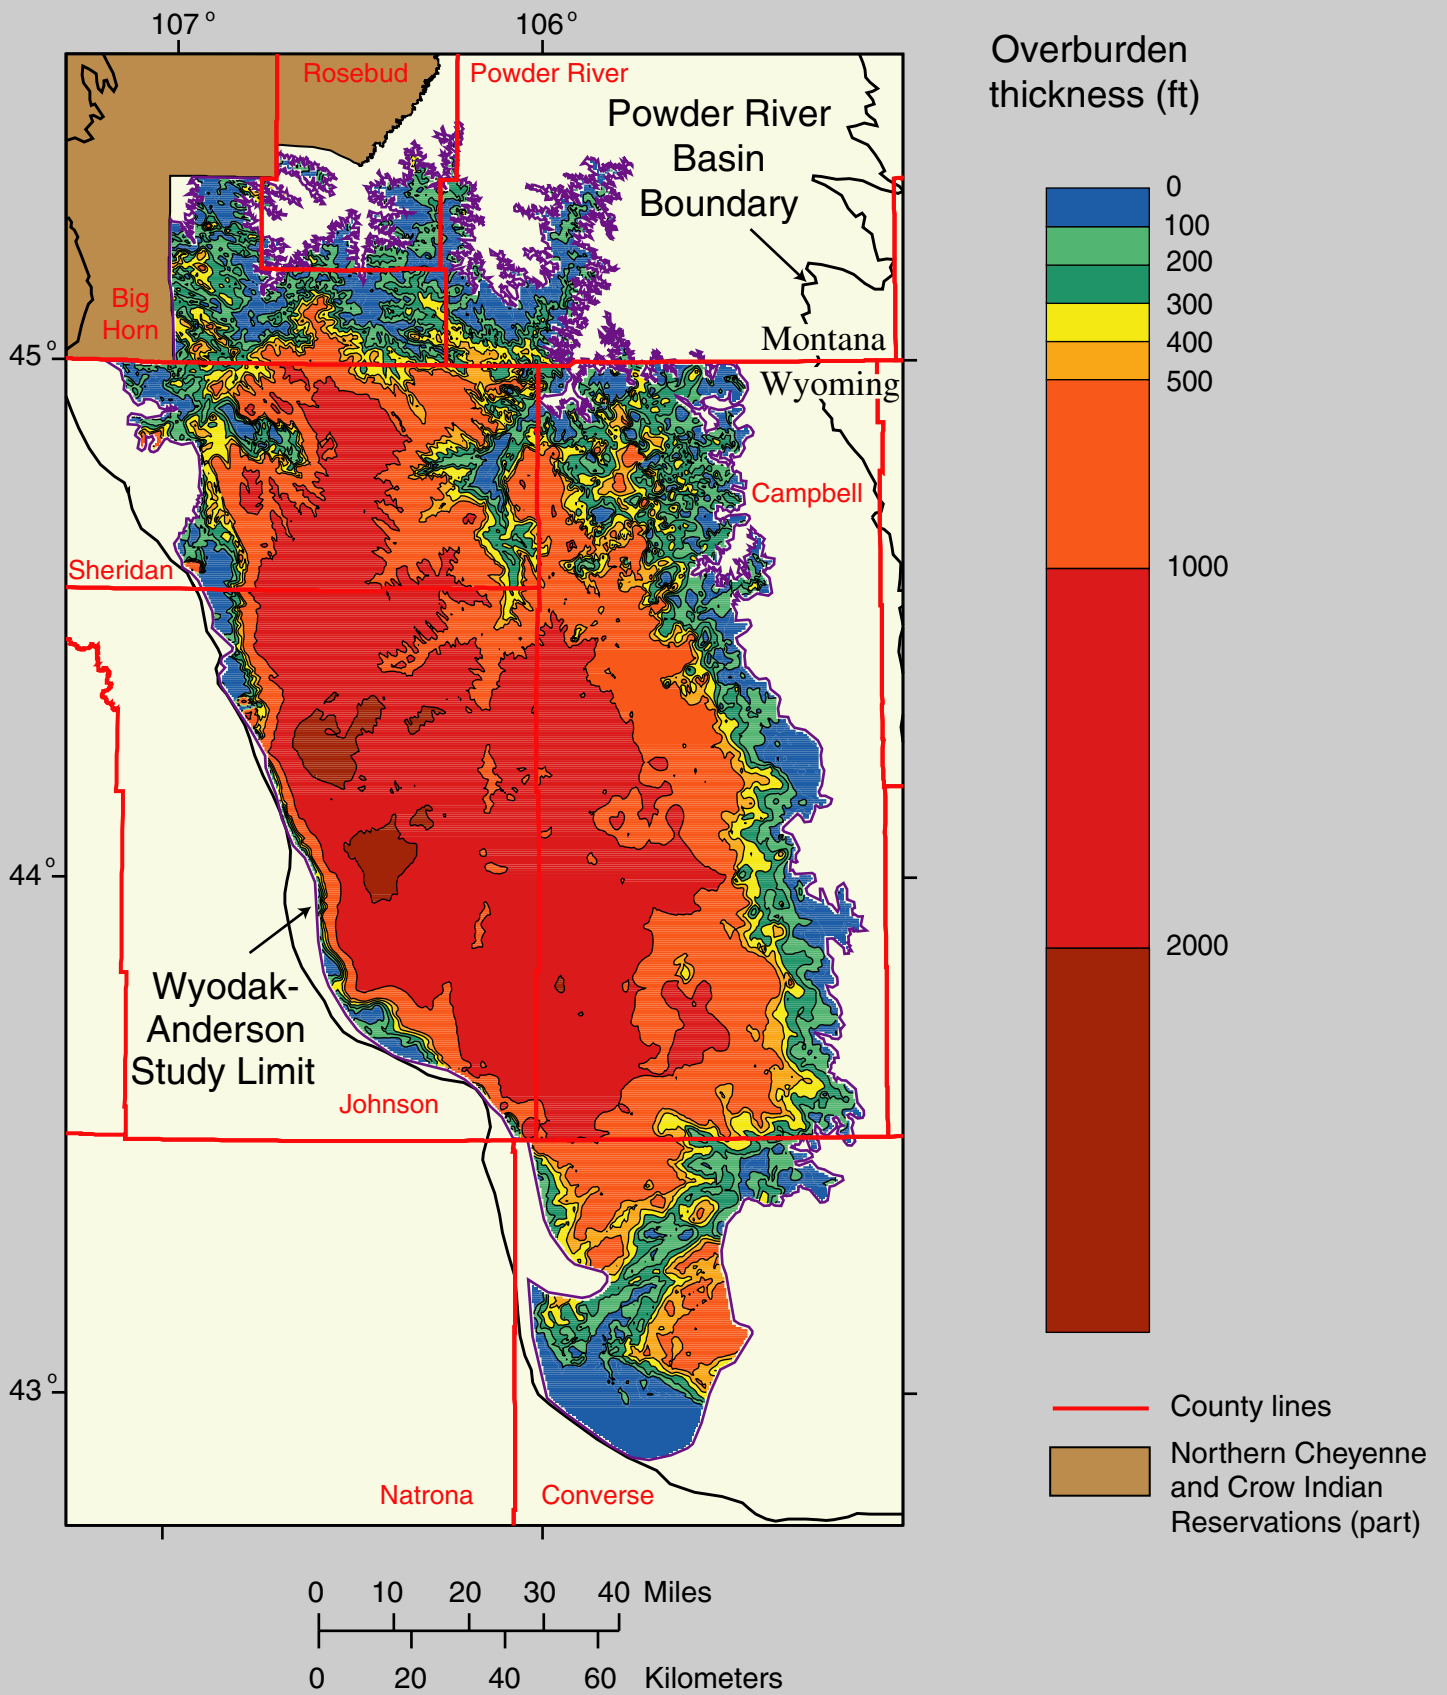 107°
106°
Rosebud
Powder River
Powder River
Basin
Boundary
Big
Horn
45°
Montana
Wyoming
Campbell
Sheridan
44°
Wyodak-
Anderson
Study Limit
Johnson
43°
Natrona
Converse
0 10 20 30 40 Miles
0 20 40 60 Kilometers
Overburden
thickness (ft)
0
100
200
300
400
500
1000
2000
County lines
Northern Cheyenne
and Crow Indian
Reservations (part)